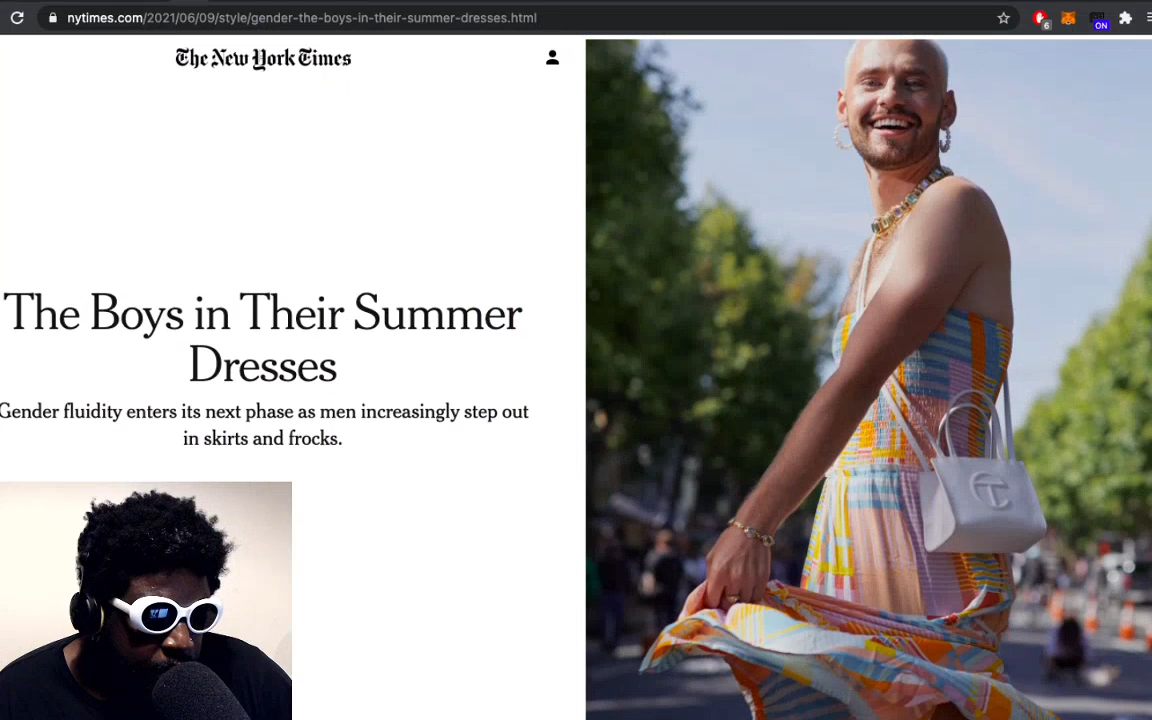 nytimes.com/2021/06/09/style/gender-the-boys-in-their-summer-dresses.html
6
ON
The New York Times
The Boys in Their Summer
Dresses
Gender fluidity enters its next phase as men increasingly step out
in skirts and frocks.